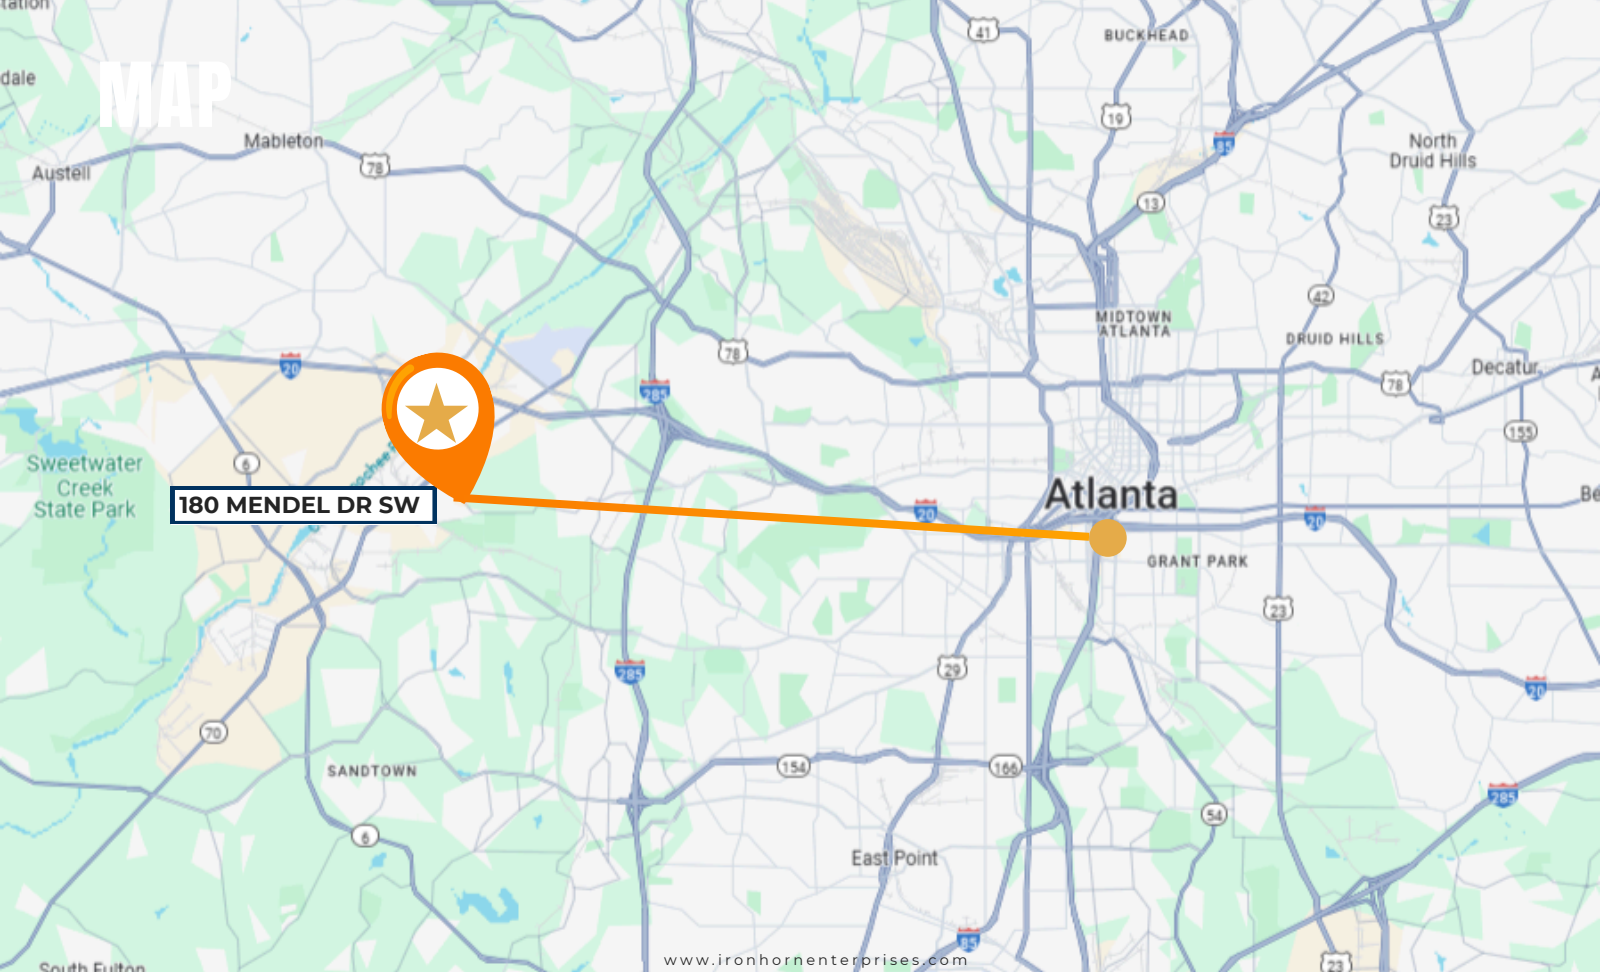 41
BUCKHEAD
dale
MAP
19
85
Mableton
78
North
Druid Hills
Austell
13
23
42
MIDTOWN
ATLANTA
DRUID HILLS
78
20
Decatur
78
285
155
6
Sweetwater
Creek
State Park
180 MENDEL DR SW
Atlanta
20
20
GRANT PARK
23
29
285
20
70
154
166
SANDTOWN
285
54
6
East Point
85
www.ironhornenterprises.com
23
South Fulton